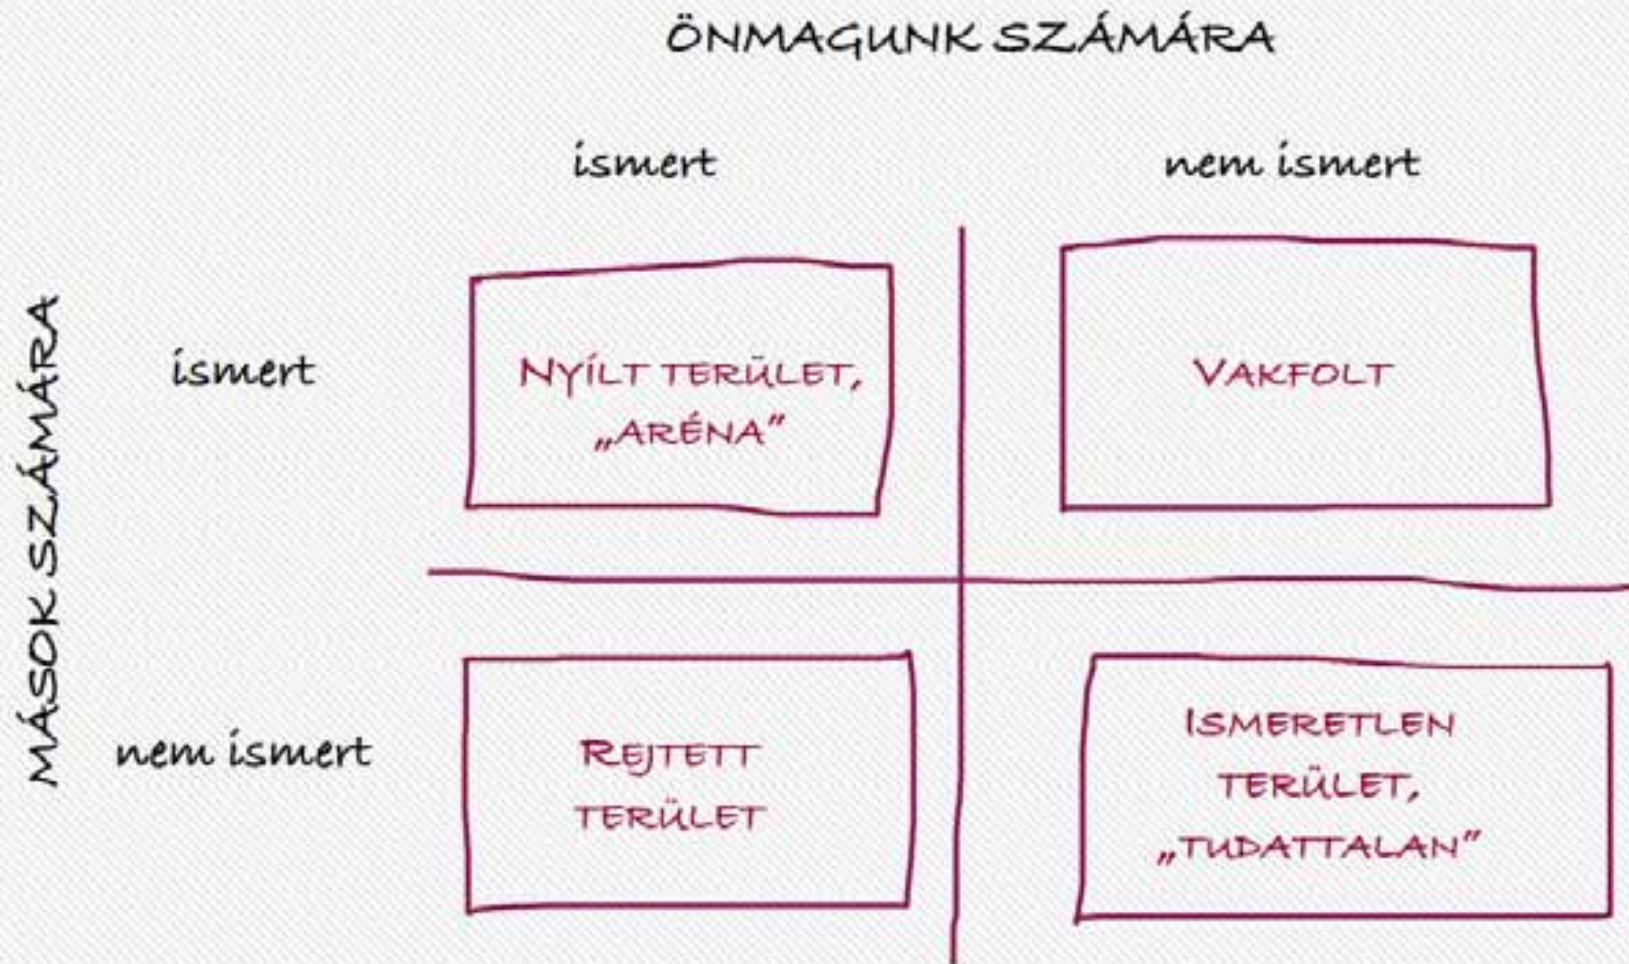 ÖNMAGUNK SZÁMÁRA
ismert
nem ismert
MÁSOK SZÁMÁRA
ismert
NYÍLT TERÜLET,
„ARÉNA”
VAKFOLT
nem ismert
REJTETT
TERÜLET
ISMERETLEN
TERÜLET,
„TUDATTALAN”